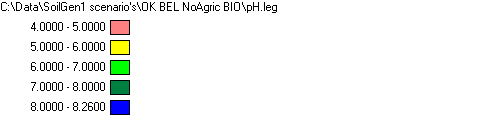 C:\Data\SoilGen1 scenario's\OK BEL NoAgric BIO\pH.leg
4.0000 - 5.0000
5.0000 - 6.0000
6.0000 - 7.0000
7.0000 - 8.0000
8.0000 - 8.2600